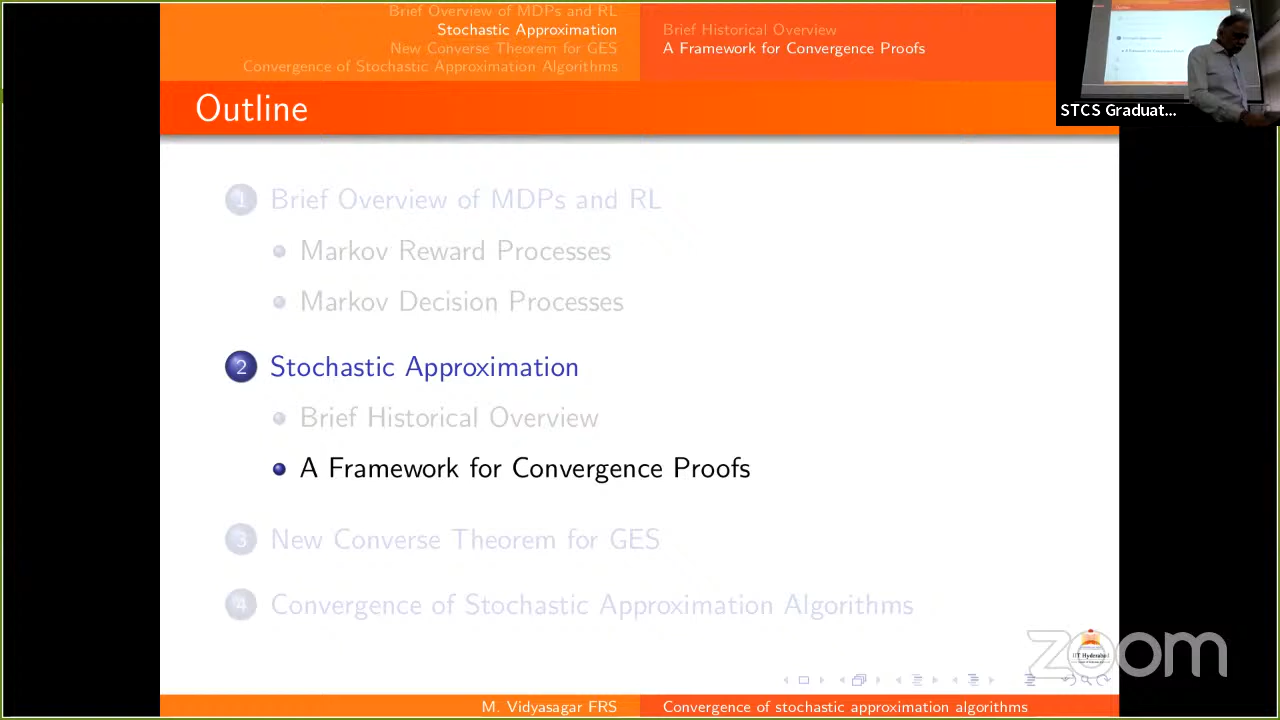 Brief Overview of MDPs and RL
Stochastic Approximation
New Converse Theorem for GES
Convergence of Stochastic Approximation Algorithms
Brief Historical Overview
A Framework for Convergence Proofs
STCS Graduat...
Outline
1 Brief Overview of MDPs and RL
Markov Reward Processes
Markov Decision Processes
2 Stochastic Approximation
Brief Historical Overview
A Framework for Convergence Proofs
3 New Converse Theorem for GES
4 Convergence of Stochastic Approximation Algorithms
zoom
IIT Hyderabad
M. Vidyasagar FRS
Convergence of stochastic approximation algorithms